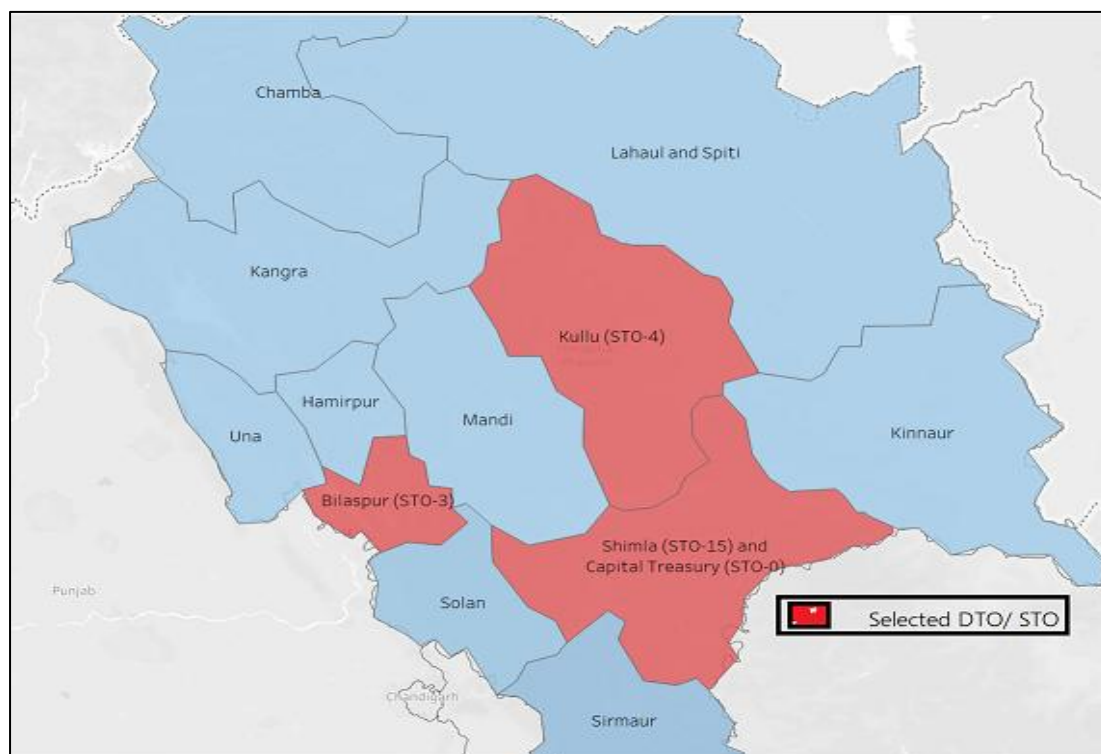 Chamba
Lahaul and Spiti
Kangra
Kullu (STO-4)
Hamirpur
Mandi
Una
Kinnaur
Bilaspur (STO-3)
Shimla (STO-15) and
Capital Treasury (STO-0)
Punjab
Solan
Selected DTO/ STO
Chandigarh
Sirmaur